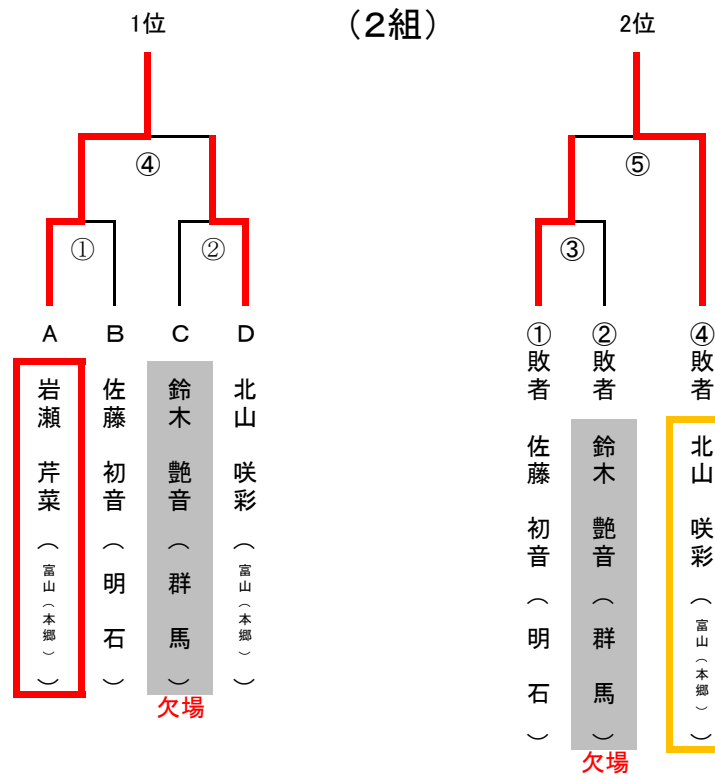 （2組）
1位
④
①
②
A
B
C
D
岩瀬 芹菜（富山（本郷））
佐藤 初音（明石）
鈴木 艶音（群馬）
北山 咲彩（富山（本郷））
欠場
2位
⑤
③
①敗者
②敗者
④敗者
佐藤 初音（明石）
鈴木 艶音（群馬）
北山 咲彩（富山（本郷））
欠場